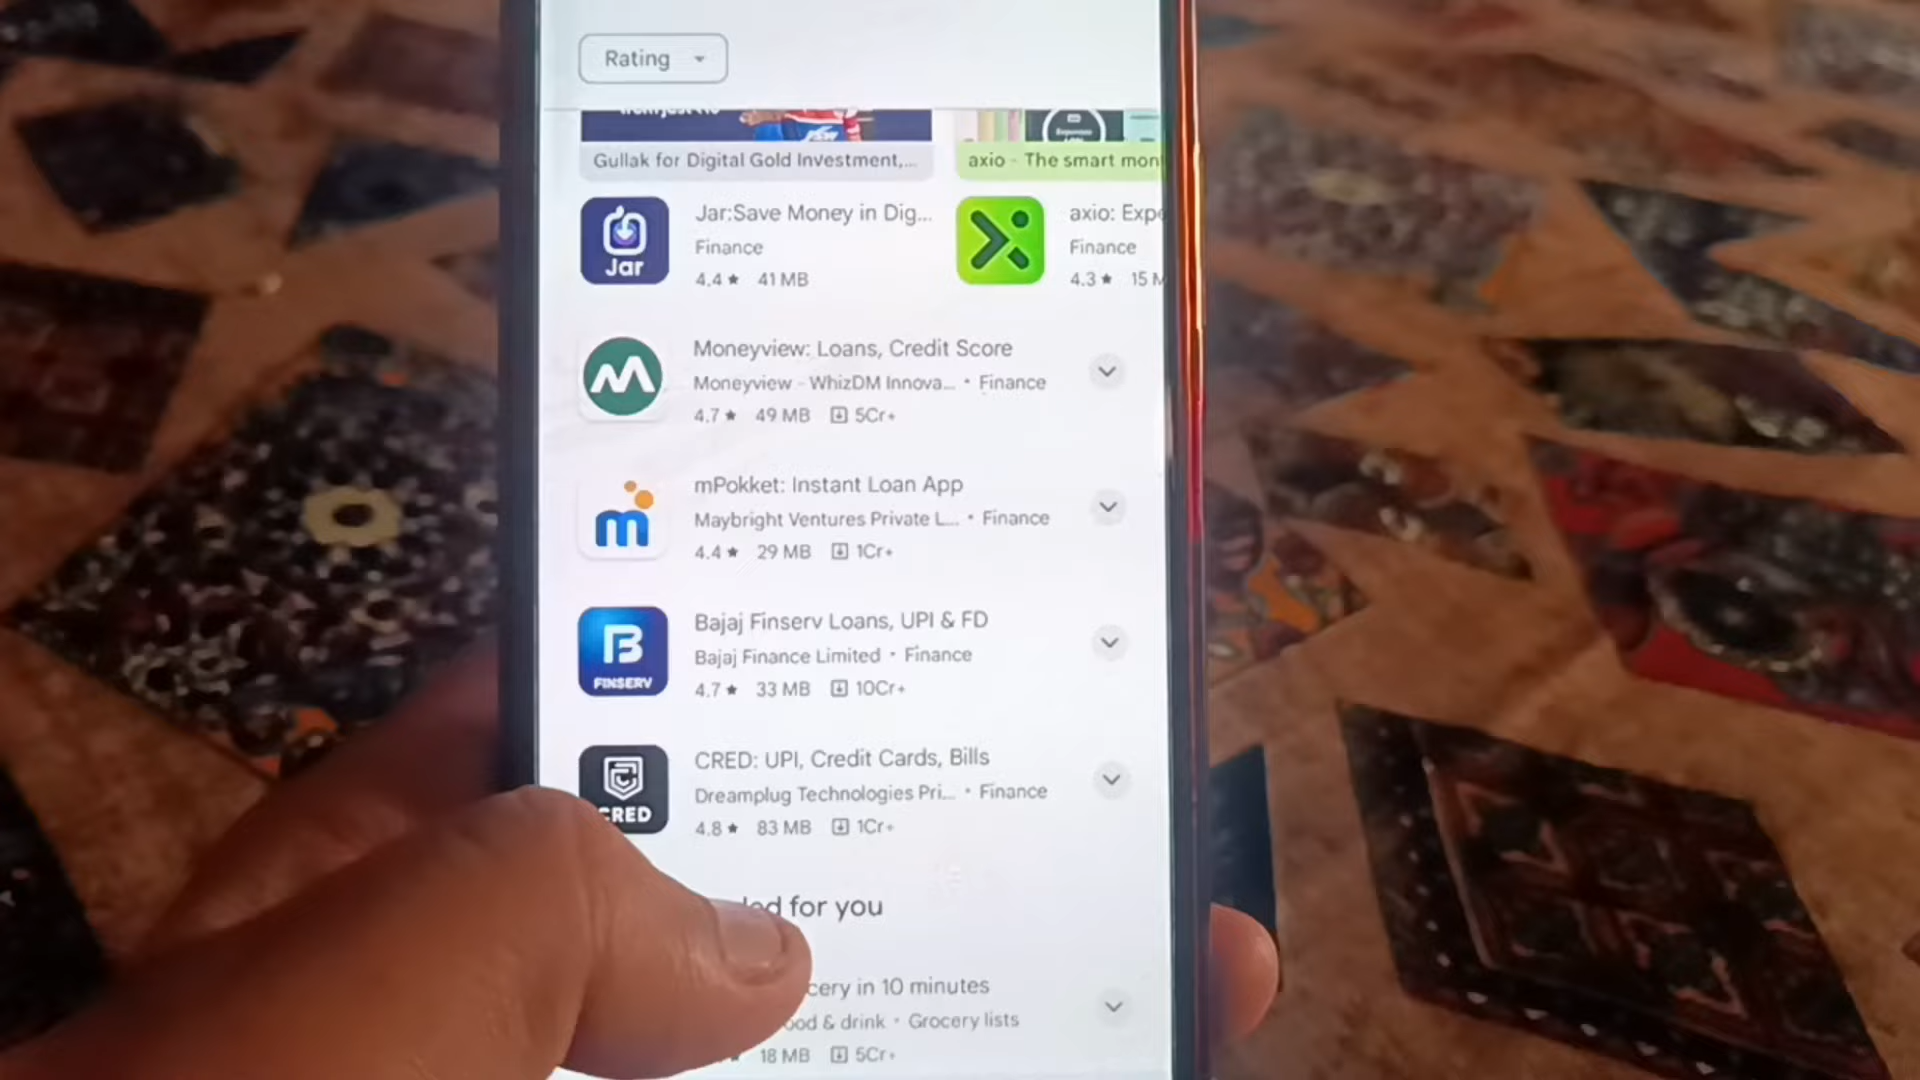 Rating
Gullak for Digital Gold Investment,...
axio - The smart mon
Jar:Save Money in Dig...
Finance
4.4★ 41 MB
Jar
axio: Exp
Finance
4.3★ 15 M
Moneyview: Loans, Credit Score
Moneyview - WhizDM Innova... • Finance
4.7★ 49 MB 5Cr+
mPokket: Instant Loan App
Maybright Ventures Private L... • Finance
4.4★ 29 MB 1Cr+
m
Bajaj Finserv Loans, UPI & FD
Bajaj Finance Limited • Finance
4.7★ 33 MB 10Cr+
B
FINSERV
CRED: UPI, Credit Cards, Bills
Dreamplug Technologies Pri... • Finance
4.8★ 83 MB 1Cr+
CRED
for you
cery in 10 minutes
ood & drink • Grocery lists
18 MB 5Cr+